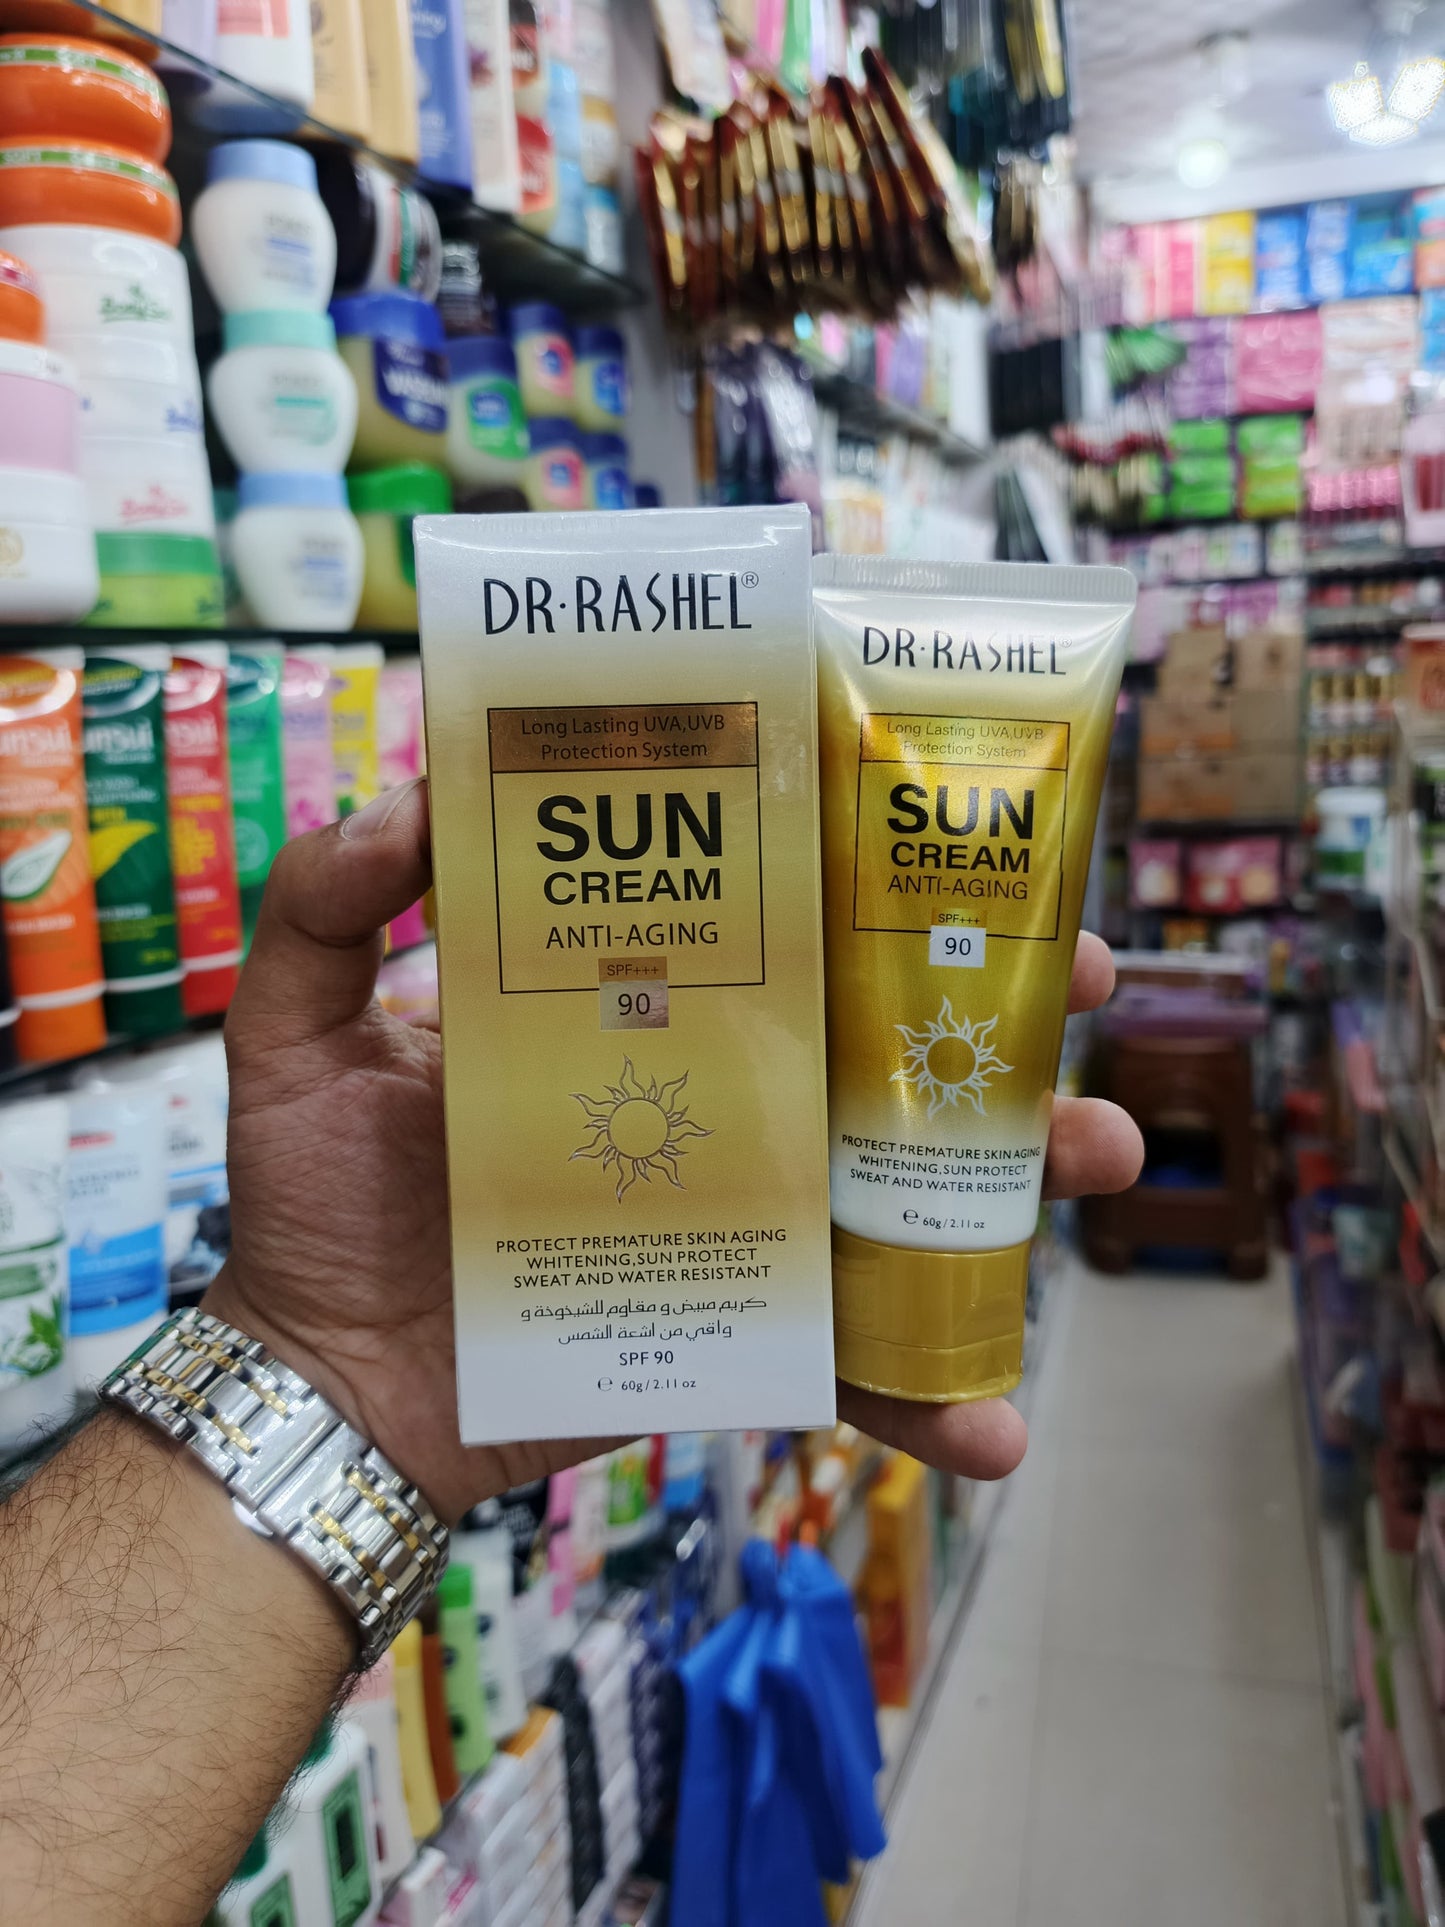 DR·RASHEL®
Long Lasting UVA,UVB
Protection System
SUN
CREAM
ANTI-AGING
SPF+++
90
PROTECT PREMATURE SKIN AGING
WHITENING,SUN PROTECT
SWEAT AND WATER RESISTANT
كريم مبيض و مقاوم للشيخوخة و
واقي من اشعة الشمس
SPF 90
℮ 60g/2.11 oz
DR·RASHEL®
Long Lasting UVA,UVB
Protection System
SUN
CREAM
ANTI-AGING
SPF+++
90
PROTECT PREMATURE SKIN AGING
WHITENING,SUN PROTECT
SWEAT AND WATER RESISTANT
℮ 60g/2.11 oz